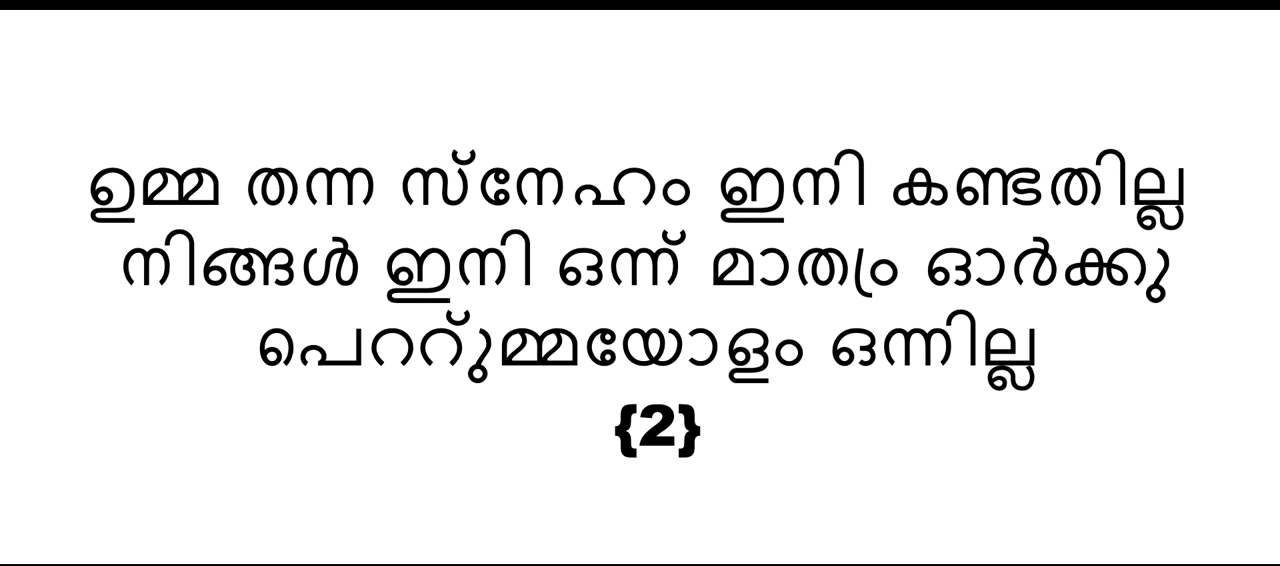 ഉമ്മ തന്ന സ്നേഹം ഇനി കണ്ടതില്ല
നിങ്ങൾ ഇനി ഒന്ന് മാത്രം ഓർക്കു
പെററ്ുമ്മയോളം ഒന്നില്ല
{2}